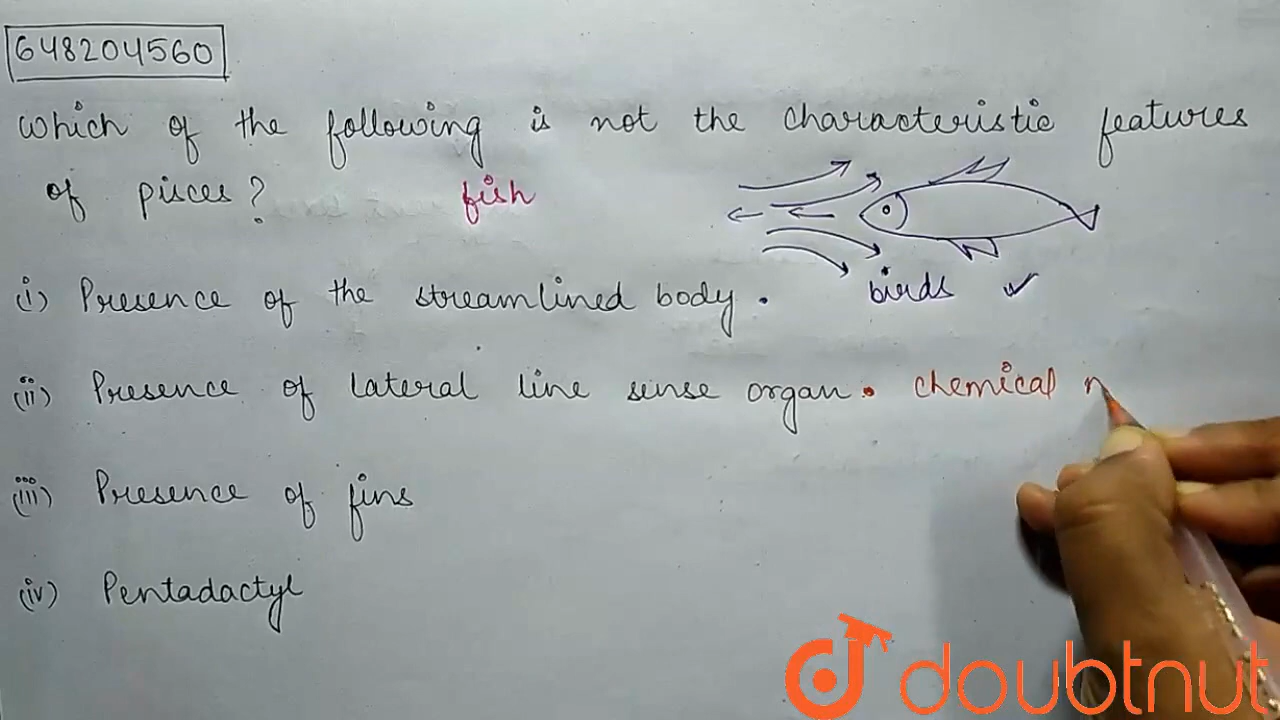 648204560
Which of the following is not the characteristic features
of pisces? fish
(i) Presence of the streamlined body. birds
(ii) Presence of lateral line sense organ. chemical
(iii) Presence of fins
(iv) Pentadactyl
doubtnut